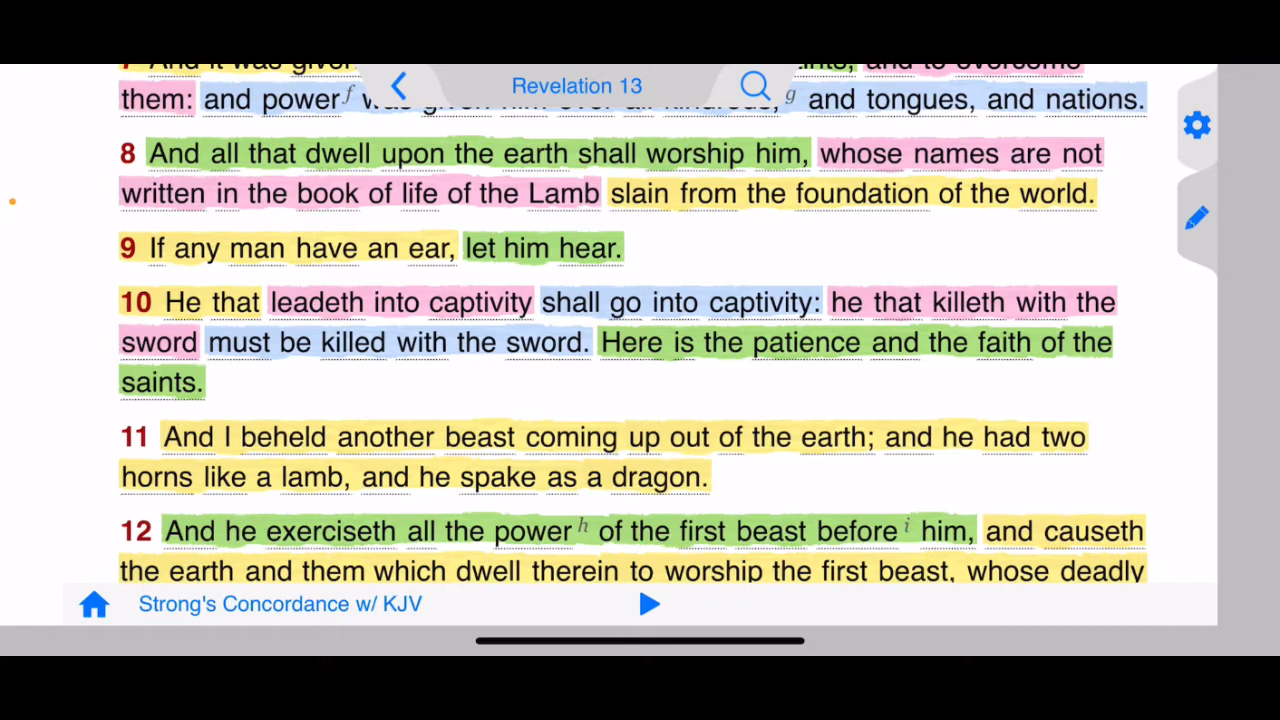 Revelation 13
them: and power f was given him over all kindreds, g and tongues, and nations.
8 And all that dwell upon the earth shall worship him, whose names are not
written in the book of life of the Lamb slain from the foundation of the world.
9 If any man have an ear, let him hear.
10 He that leadeth into captivity shall go into captivity: he that killeth with the
sword must be killed with the sword. Here is the patience and the faith of the
saints.
11 And I beheld another beast coming up out of the earth; and he had two
horns like a lamb, and he spake as a dragon.
12 And he exerciseth all the power h of the first beast before i him, and causeth
the earth and them which dwell therein to worship the first beast, whose deadly
Strong's Concordance w/ KJV